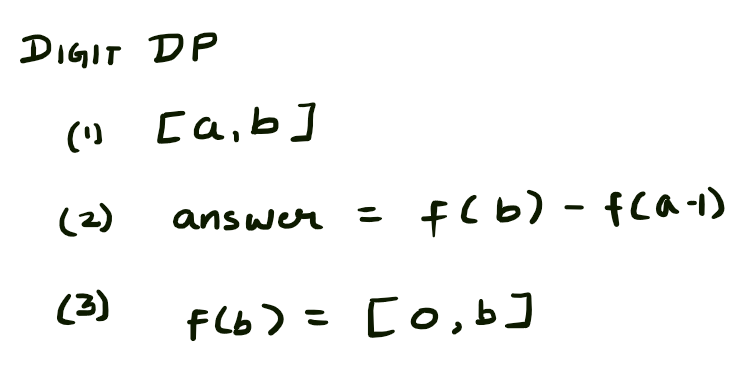 DIGIT DP
(1) [a,b]
(2) answer = f(b) - f(a-1)
(3) f(b) = [0,b]